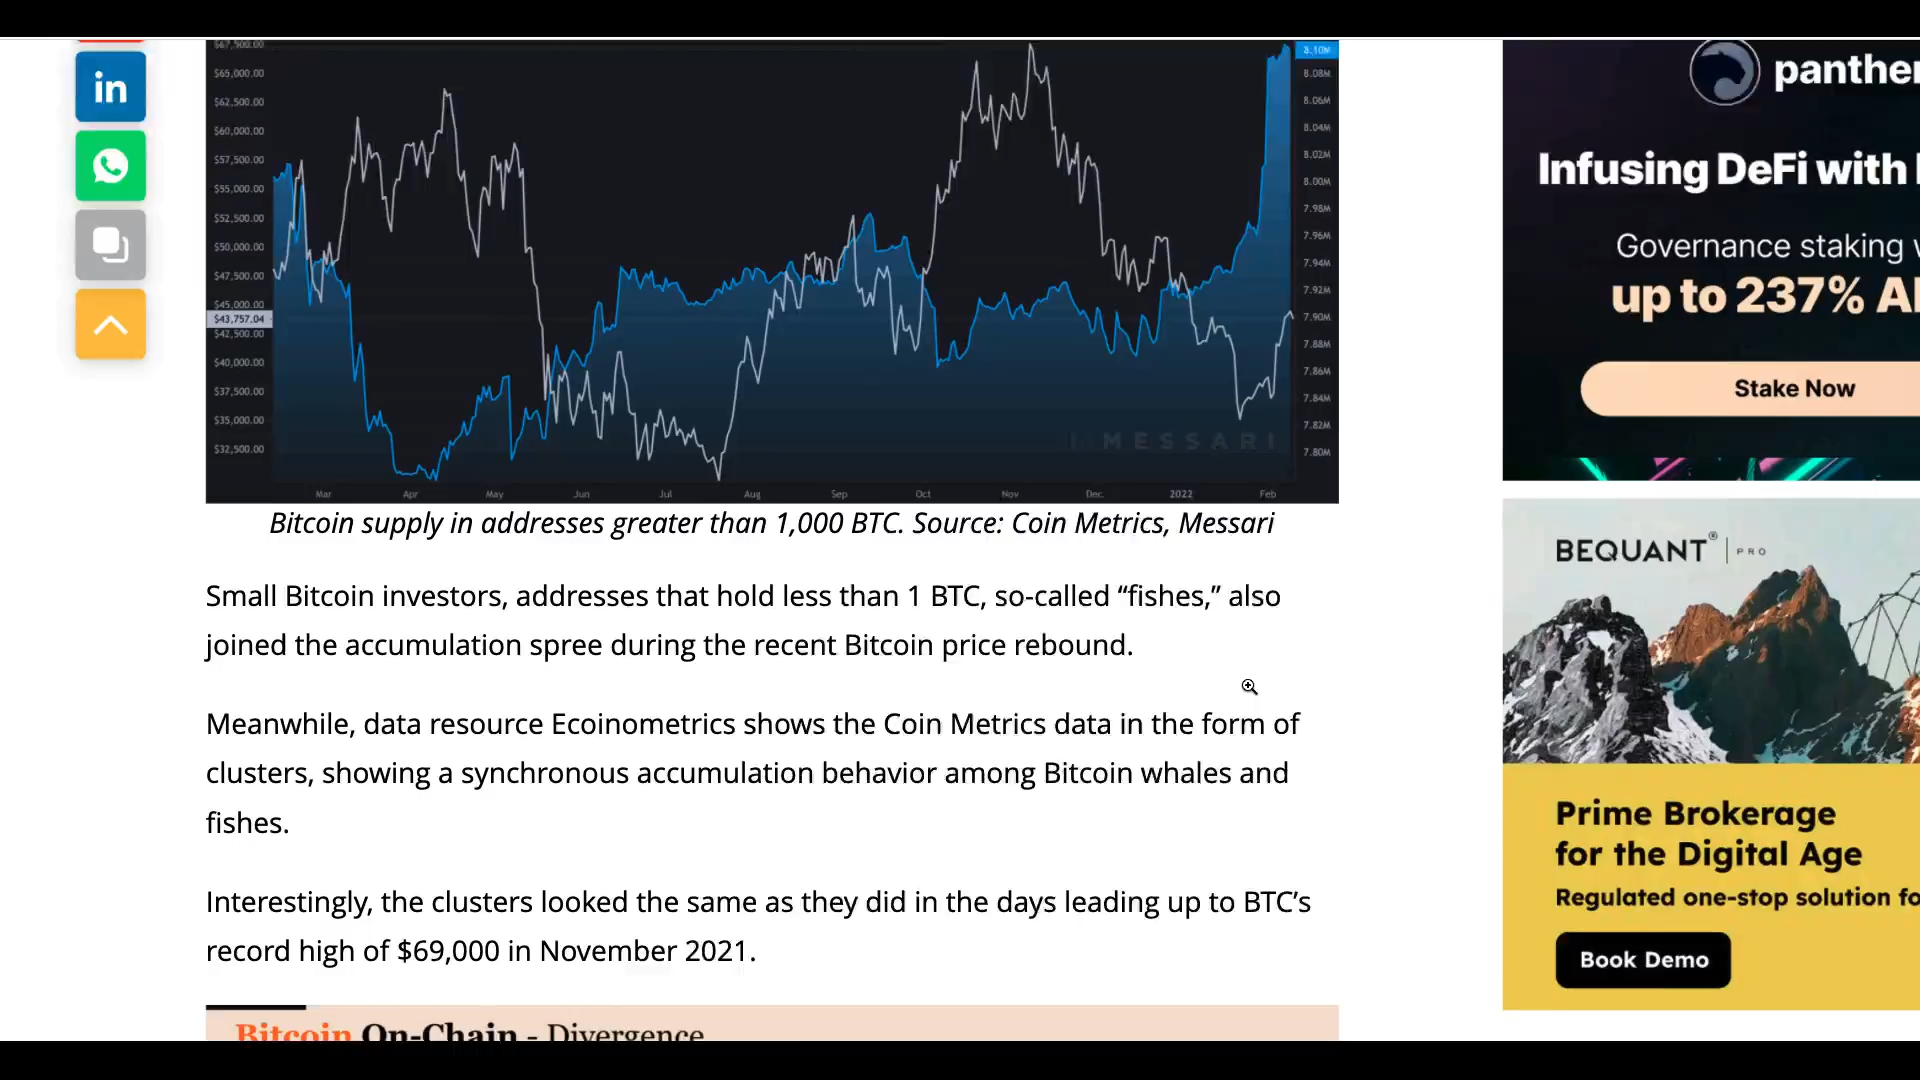 in
$67,500.00
$65,000.00
$62,500.00
$60,000.00
$57,500.00
$55,000.00
$52,500.00
$50,000.00
$47,500.00
$45,000.00
$43,757.04
$42,500.00
$40,000.00
$37,500.00
$35,000.00
$32,500.00
8.10M
8.08M
8.06M
8.04M
8.02M
8.00M
7.98M
7.96M
7.94M
7.92M
7.90M
7.88M
7.86M
7.84M
7.82M
7.80M
MESSARI
Mar Apr May Jun Jul Aug Sep Oct Nov Dec 2022 Feb
Bitcoin supply in addresses greater than 1,000 BTC. Source: Coin Metrics, Messari
Small Bitcoin investors, addresses that hold less than 1 BTC, so-called “fishes,” also
joined the accumulation spree during the recent Bitcoin price rebound.
Meanwhile, data resource Ecoinometrics shows the Coin Metrics data in the form of
clusters, showing a synchronous accumulation behavior among Bitcoin whales and
fishes.
Interestingly, the clusters looked the same as they did in the days leading up to BTC’s
record high of $69,000 in November 2021.
Bitcoin On-Chain - Divergence
panther
Infusing DeFi with
Governance staking
up to 237%
Stake Now
BEQUANT® | PRO
Prime Brokerage
for the Digital Age
Regulated one-stop solution
Book Demo